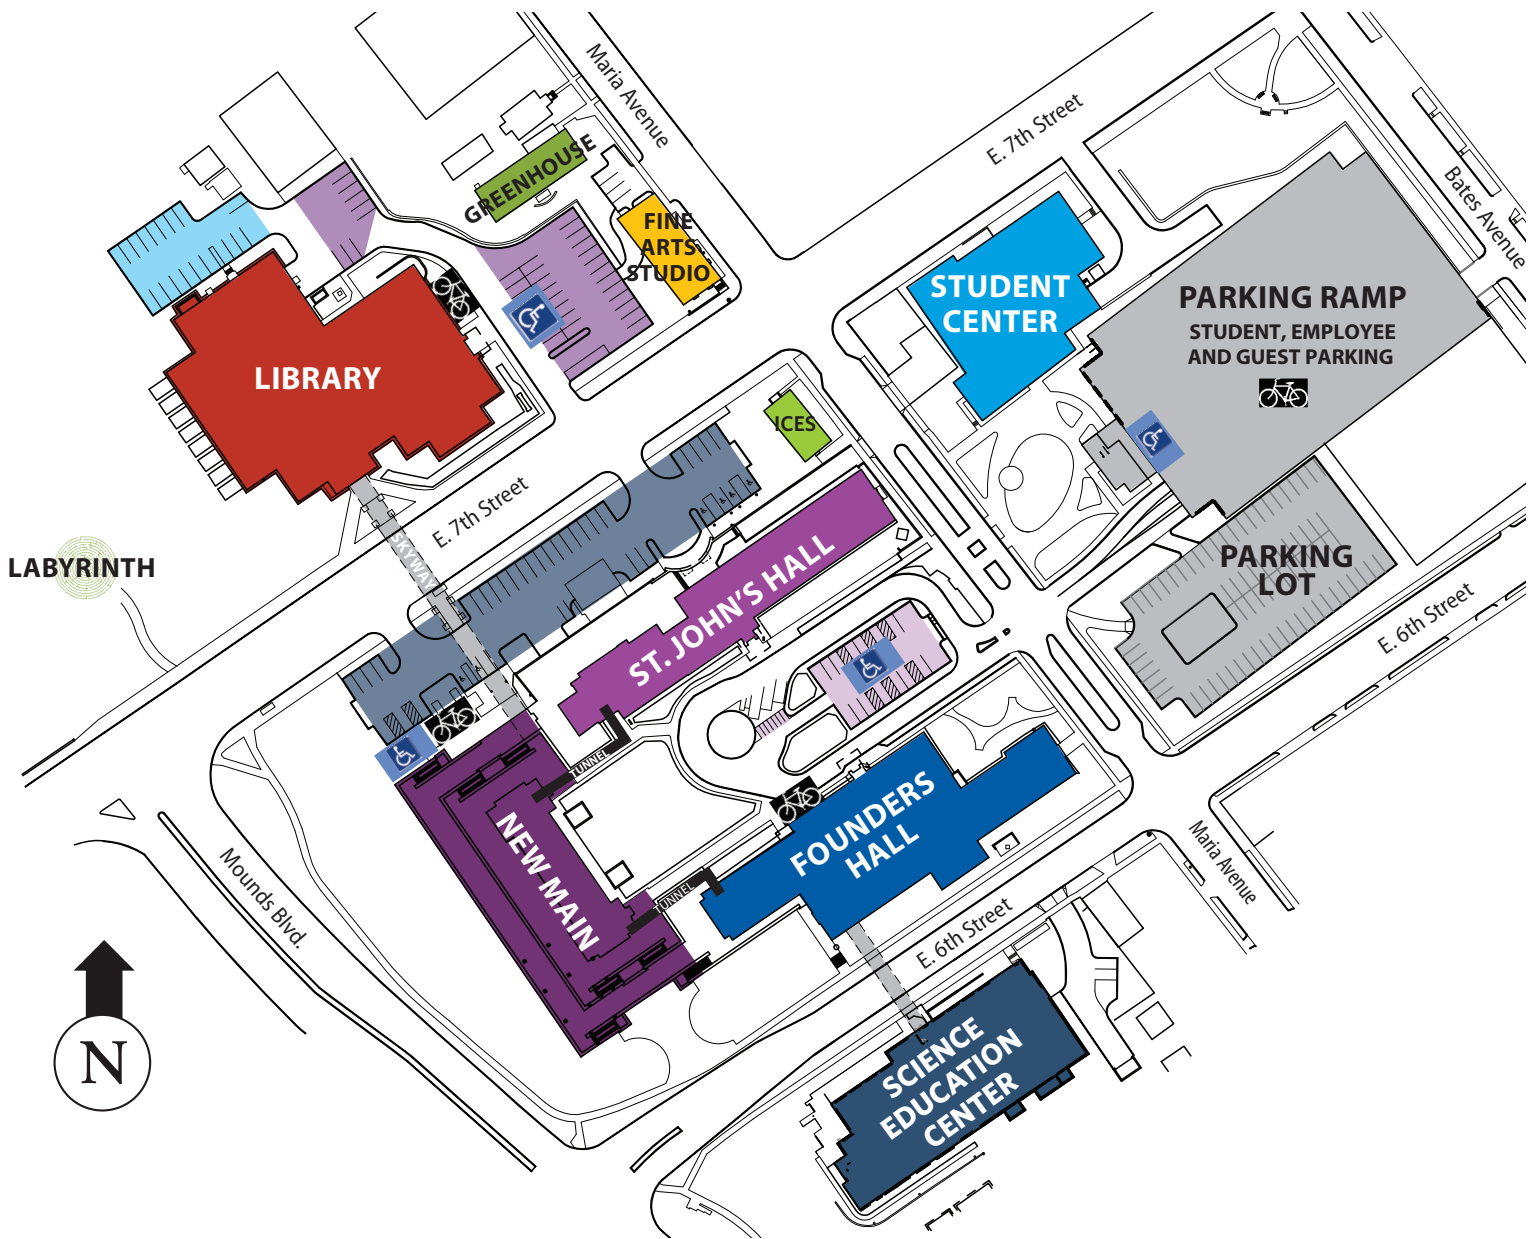 Maria Avenue
E. 7th Street
Bates Avenue
GREENHOUSE
FINE
ARTS
STUDIO
STUDENT
CENTER
PARKING RAMP
STUDENT, EMPLOYEE
AND GUEST PARKING
LIBRARY
ICES
E. 7th Street
SKYWAY
LABYRINTH
ST. JOHN'S HALL
PARKING
LOT
E. 6th Street
TUNNEL
NEW MAIN
FOUNDERS
HALL
TUNNEL
Maria Avenue
Mounds Blvd.
E. 6th Street
SCIENCE
EDUCATION
CENTER
N